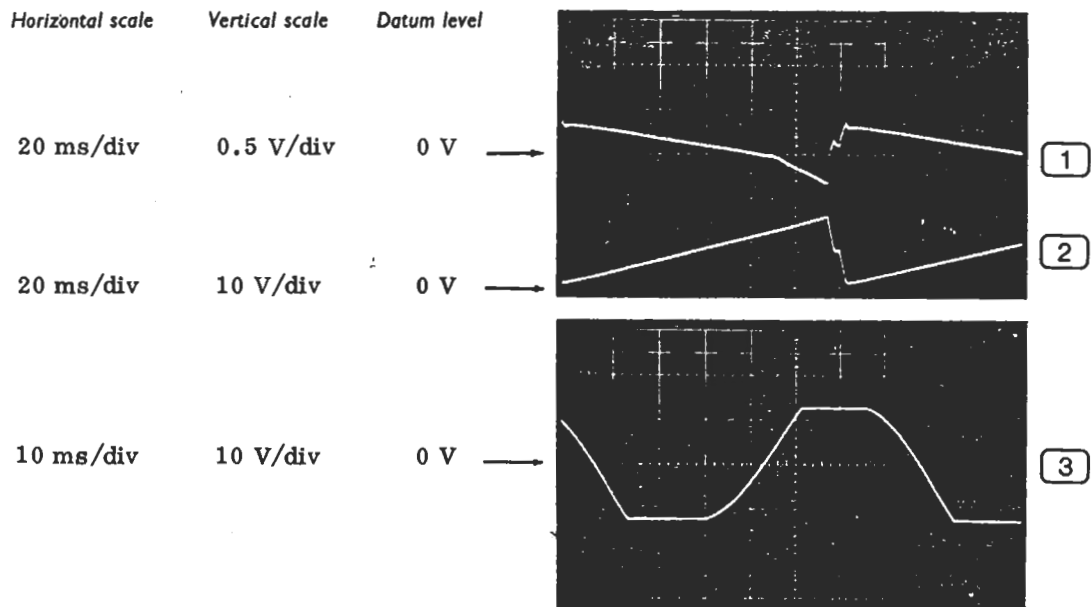 Horizontal scale Vertical scale Datum level
20 ms/div 0.5 V/div 0 V 1
2
20 ms/div 10 V/div 0 V
10 ms/div 10 V/div 0 V 3